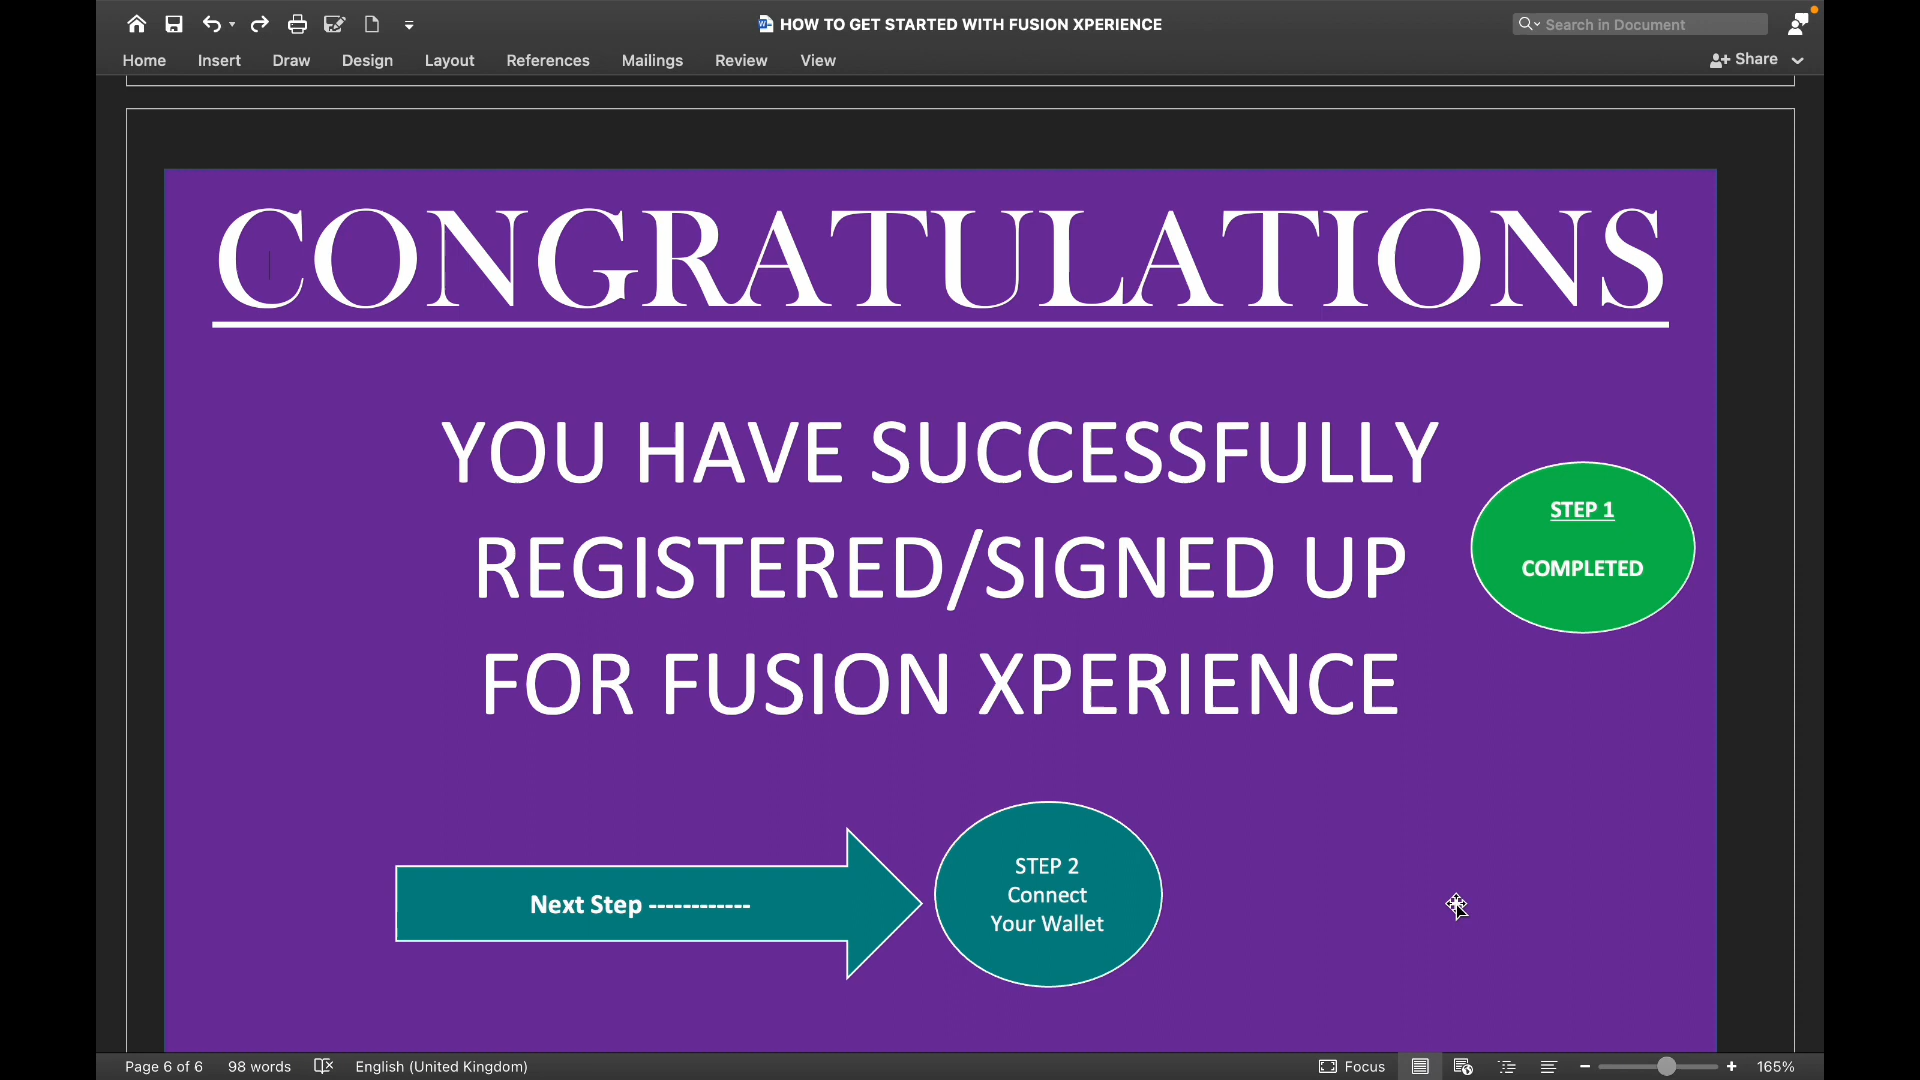 HOW TO GET STARTED WITH FUSION XPERIENCE
Search in Document
Home Insert Draw Design Layout References Mailings Review View
Share
CONGRATULATIONS
YOU HAVE SUCCESSFULLY
REGISTERED/SIGNED UP
FOR FUSION XPERIENCE
STEP 1
COMPLETED
Next Step ------------
STEP 2
Connect
Your Wallet
Page 6 of 6 98 words English (United Kingdom) Focus 165%